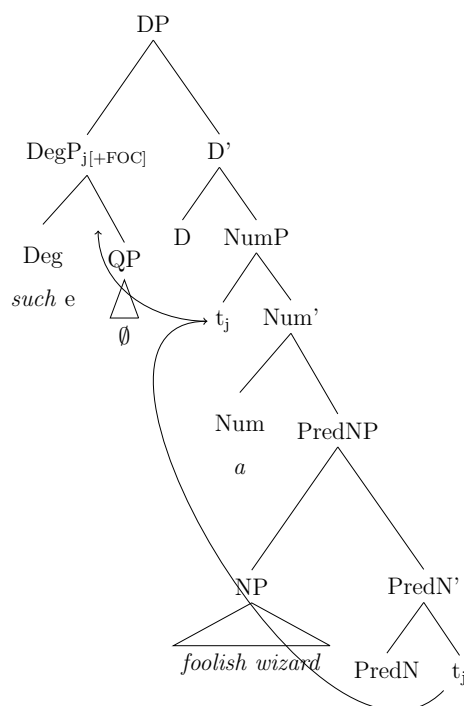 DP
DegP_j[+FOC] D'
Deg QP D NumP
such e ∅ t_j Num'
Num PredNP
a
NP PredN'
foolish wizard PredN t_j